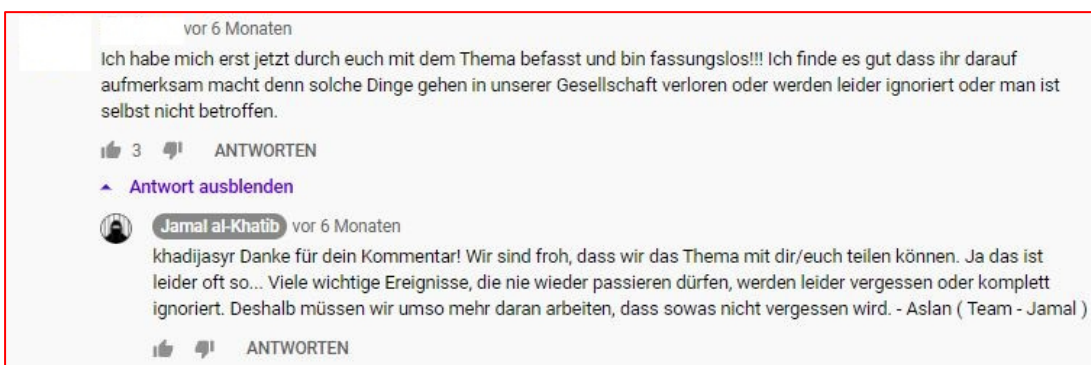 vor 6 Monaten
Ich habe mich erst jetzt durch euch mit dem Thema befasst und bin fassungslos!!! Ich finde es gut dass ihr darauf
aufmerksam macht denn solche Dinge gehen in unserer Gesellschaft verloren oder werden leider ignoriert oder man ist
selbst nicht betroffen.
3 ANTWORTEN
Antwort ausblenden
Jamal al-Khatib vor 6 Monaten
khadijasyr Danke für dein Kommentar! Wir sind froh, dass wir das Thema mit dir/euch teilen können. Ja das ist
leider oft so... Viele wichtige Ereignisse, die nie wieder passieren dürfen, werden leider vergessen oder komplett
ignoriert. Deshalb müssen wir umso mehr daran arbeiten, dass sowas nicht vergessen wird. - Aslan ( Team - Jamal )
ANTWORTEN